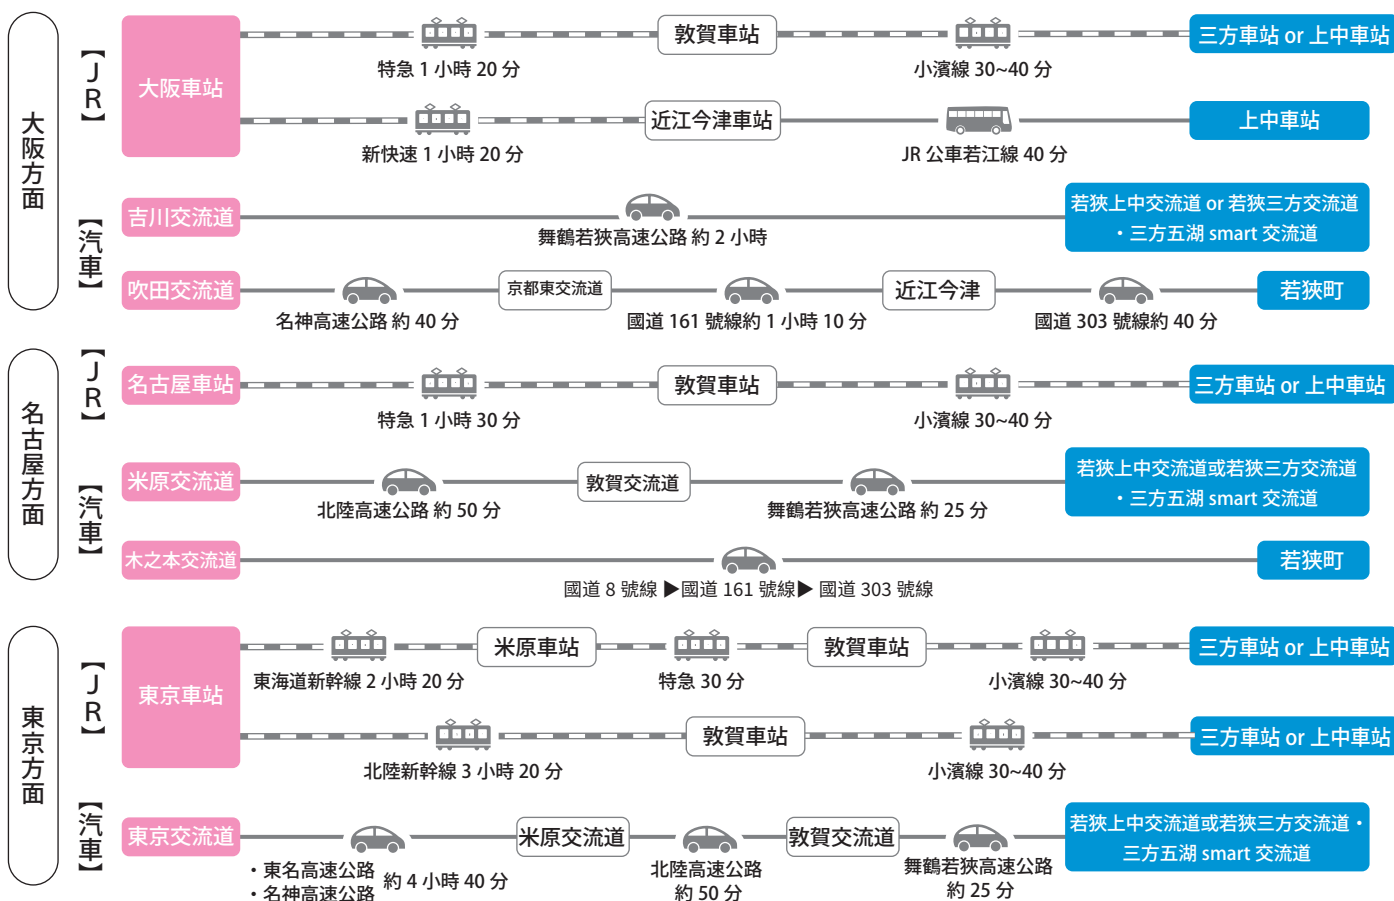 大阪方面
【JR】
大阪車站
特急 1 小時 20 分
敦賀車站
小濱線 30~40 分
三方車站 or 上中車站
新快速 1 小時 20 分
近江今津車站
JR 公車若江線 40 分
上中車站
【汽車】
吉川交流道
舞鶴若狹高速公路 約 2 小時
若狹上中交流道 or 若狹三方交流道
・三方五湖 smart 交流道
吹田交流道
名神高速公路 約 40 分
京都東交流道
國道 161 號線約 1 小時 10 分
近江今津
國道 303 號線約 40 分
若狹町
名古屋方面
【JR】
名古屋車站
特急 1 小時 30 分
敦賀車站
小濱線 30~40 分
三方車站 or 上中車站
【汽車】
米原交流道
北陸高速公路 約 50 分
敦賀交流道
舞鶴若狹高速公路 約 25 分
若狹上中交流道或若狹三方交流道
・三方五湖 smart 交流道
木之本交流道
國道 8 號線 ▶國道 161 號線▶ 國道 303 號線
若狹町
東京方面
【JR】
東京車站
東海道新幹線 2 小時 20 分
米原車站
特急 30 分
敦賀車站
小濱線 30~40 分
三方車站 or 上中車站
北陸新幹線 3 小時 20 分
敦賀車站
小濱線 30~40 分
三方車站 or 上中車站
【汽車】
東京交流道
・東名高速公路
・名神高速公路
約 4 小時 40 分
米原交流道
北陸高速公路
約 50 分
敦賀交流道
舞鶴若狹高速公路
約 25 分
若狹上中交流道或若狹三方交流道・
三方五湖 smart 交流道